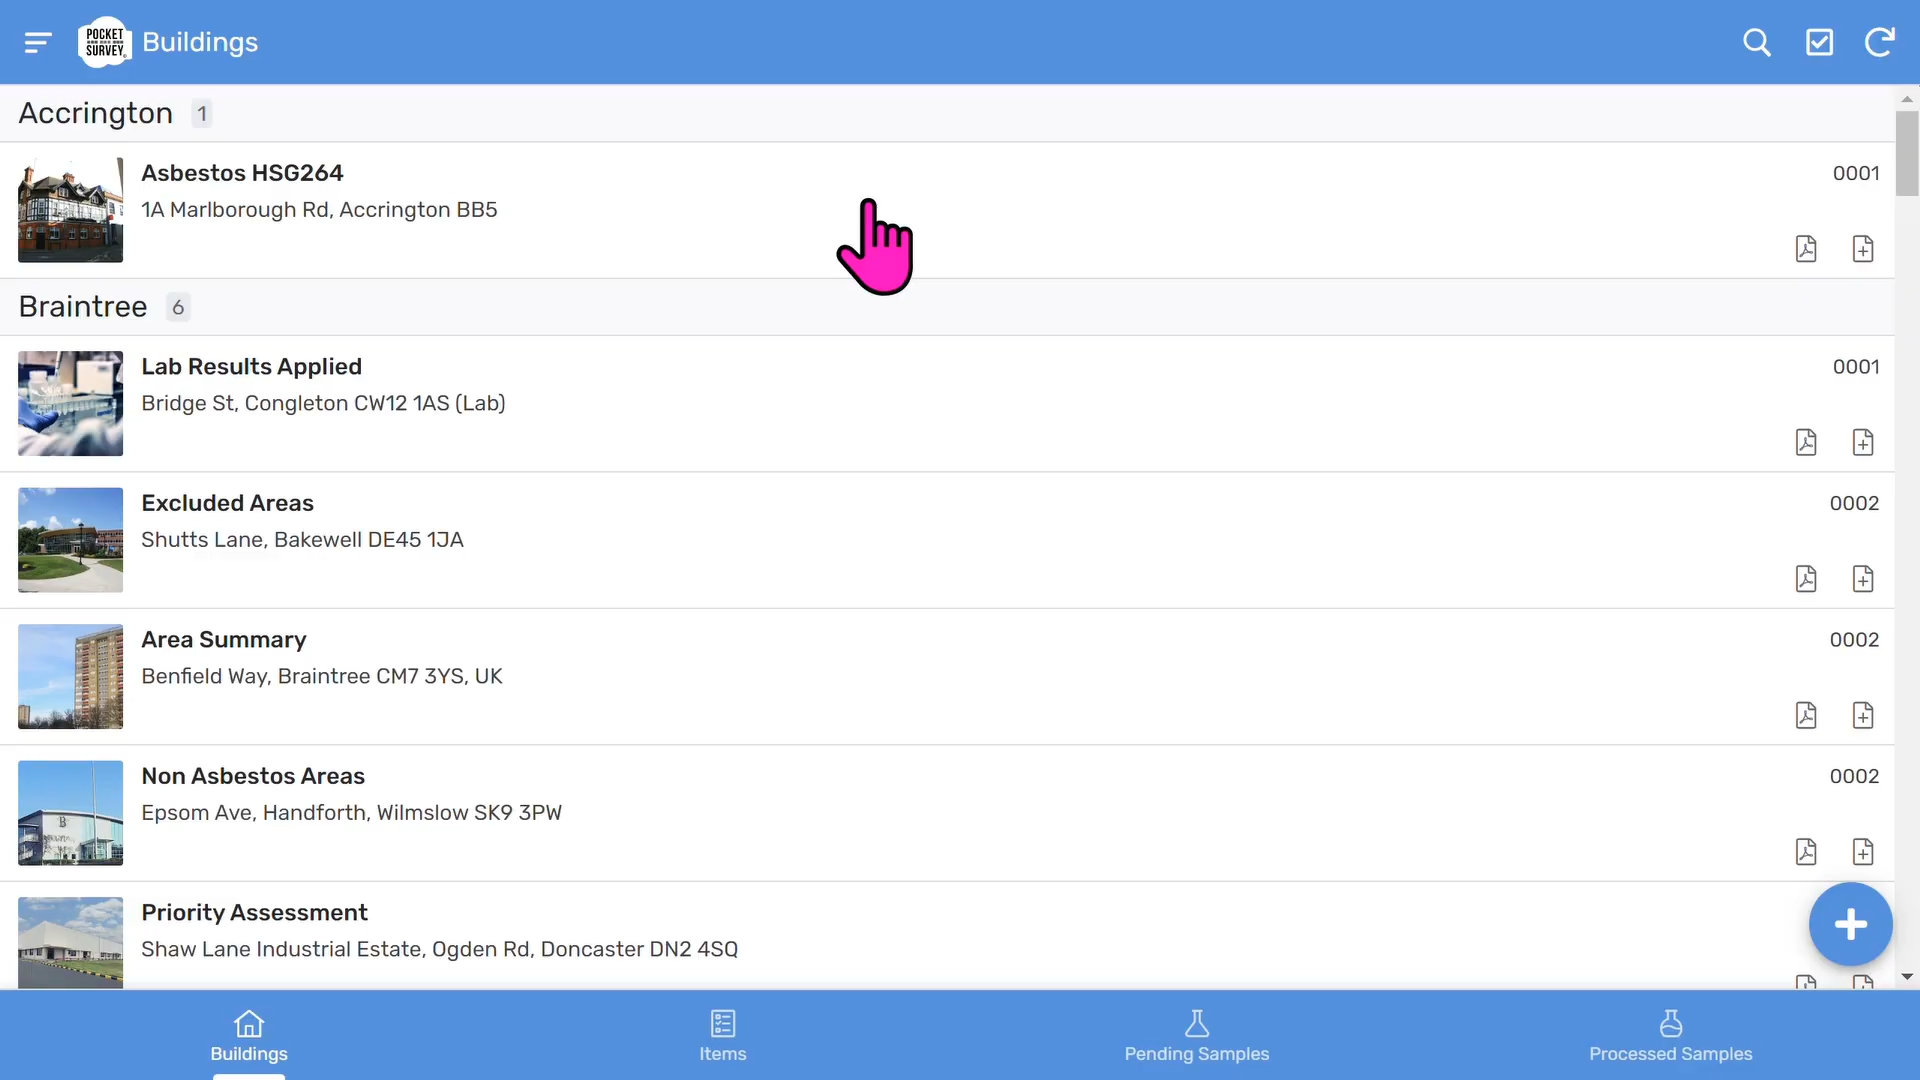 POCKET
SURVEY
Buildings
Accrington 1
Asbestos HSG264
0001
1A Marlborough Rd, Accrington BB5
Braintree 6
Lab Results Applied
0001
Bridge St, Congleton CW12 1AS (Lab)
Excluded Areas
0002
Shutts Lane, Bakewell DE45 1JA
Area Summary
0002
Benfield Way, Braintree CM7 3YS, UK
Non Asbestos Areas
0002
Epsom Ave, Handforth, Wilmslow SK9 3PW
Priority Assessment
Shaw Lane Industrial Estate, Ogden Rd, Doncaster DN2 4SQ
Buildings
Items
Pending Samples
Processed Samples